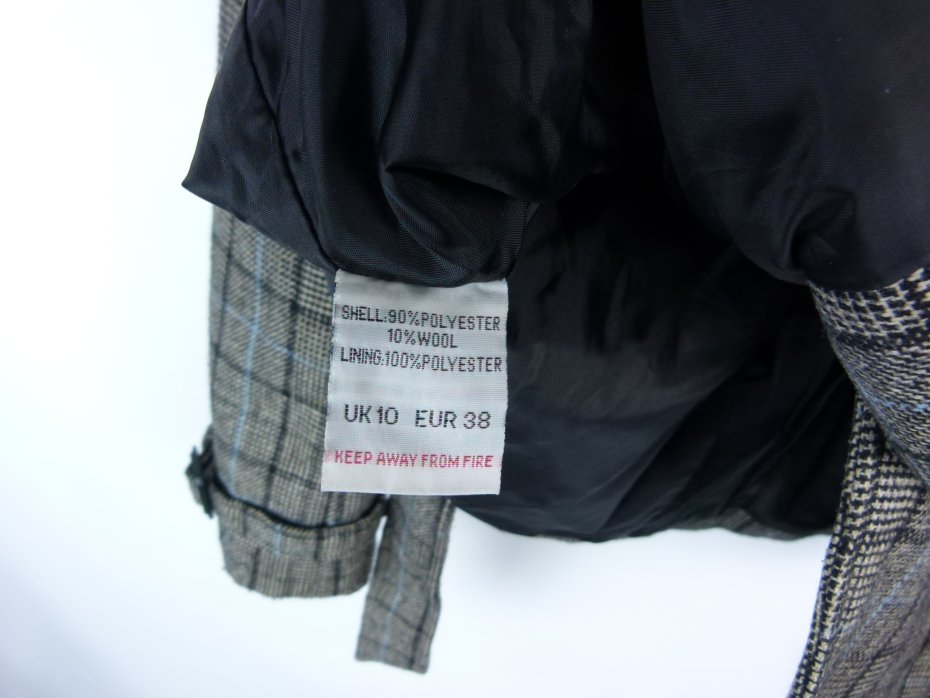 SHELL:90%POLYESTER
10%WOOL
LINING:100%POLYESTER
UK10 EUR 38
KEEP AWAY FROM FIRE